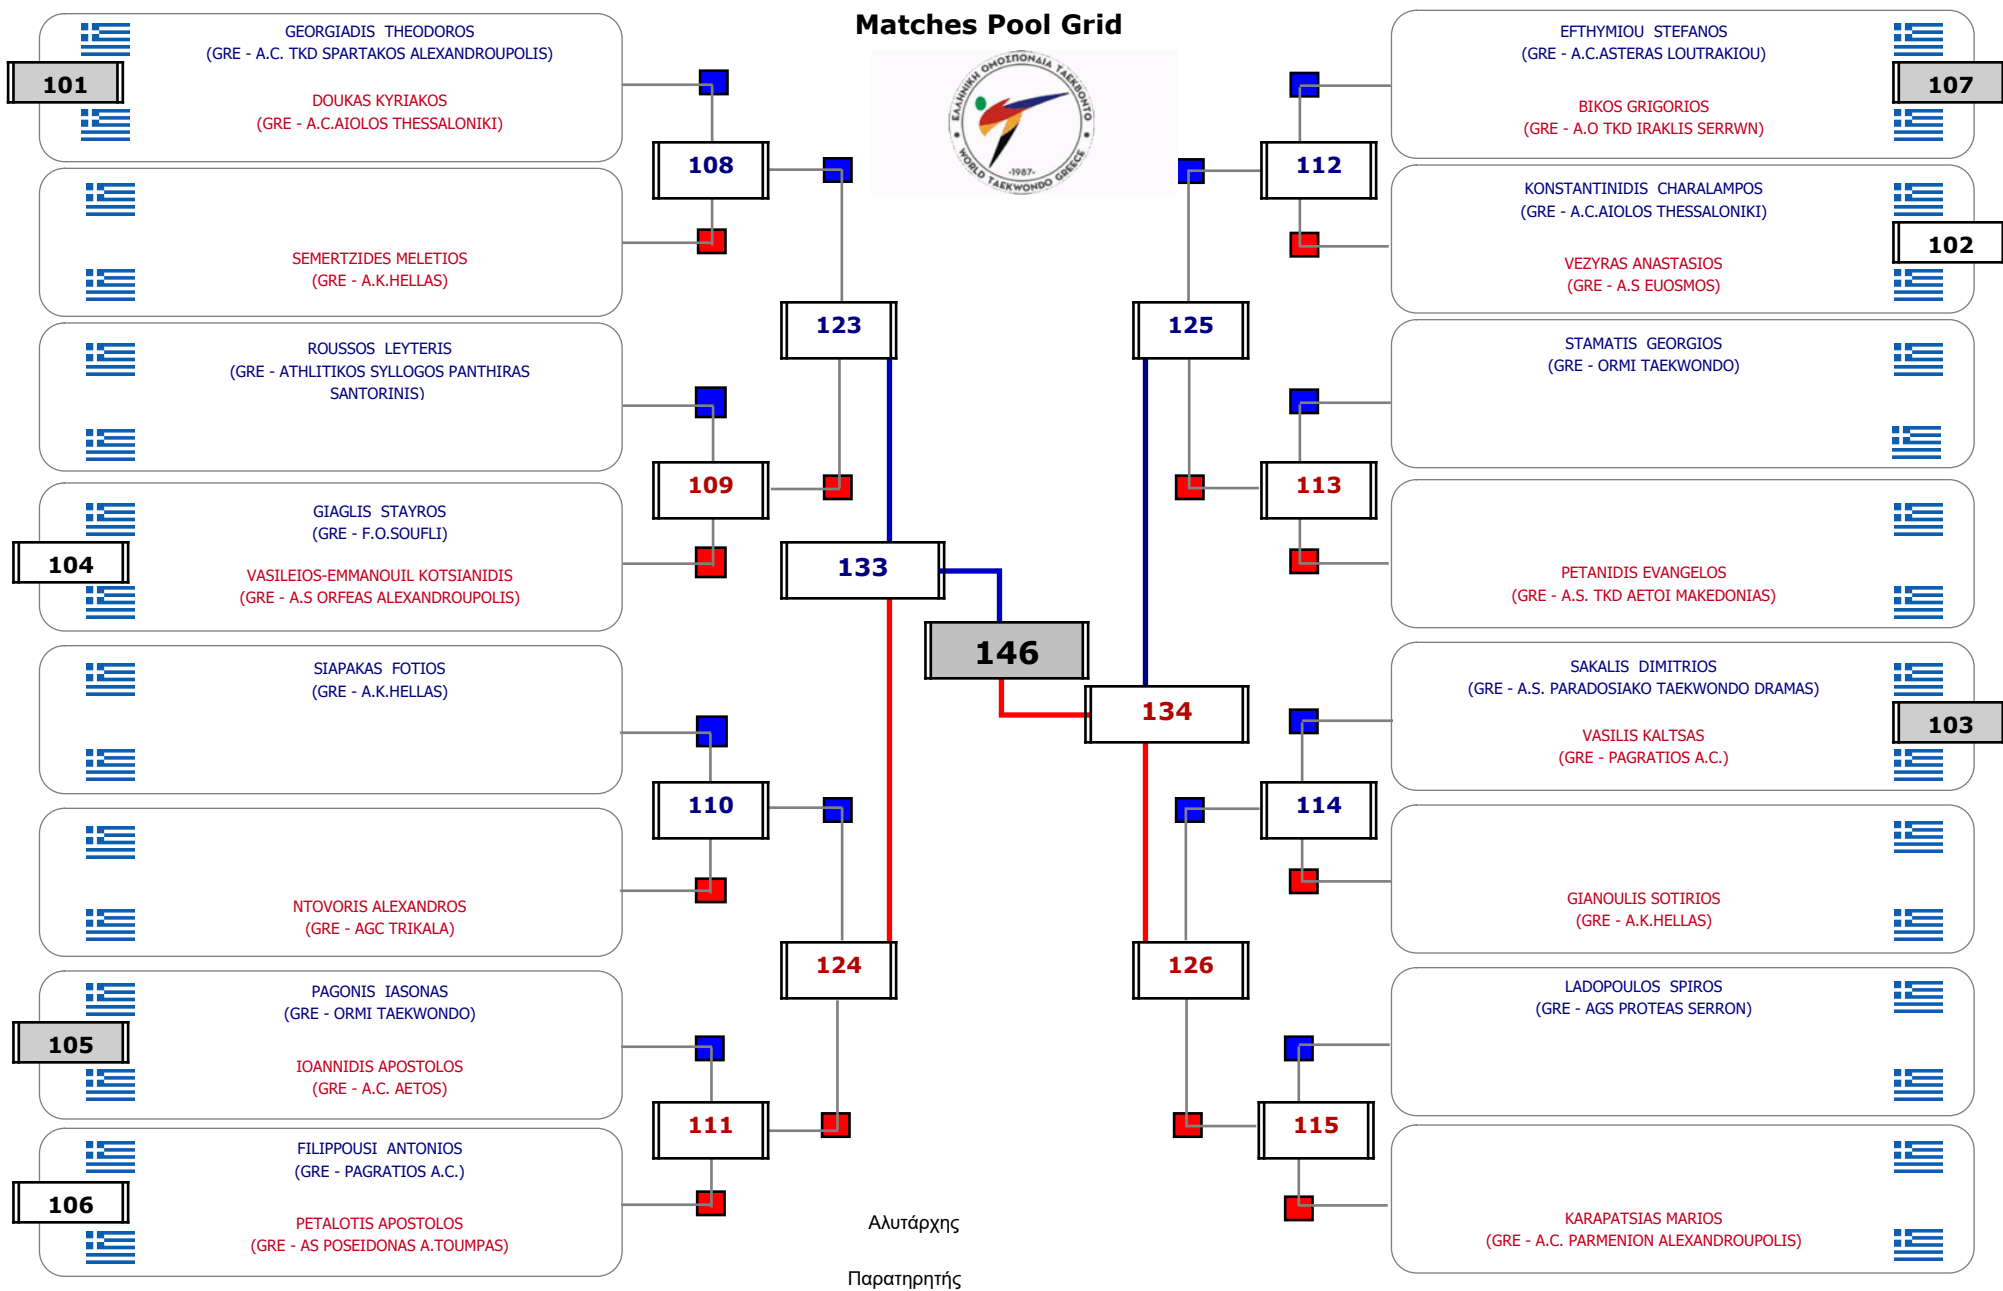 Matches Pool Grid
ΕΛΛΗΝΙΚΗ ΟΜΟΣΠΟΝΔΙΑ ΤΑΕΚΒΟΝΤΟ
·1987·
WORLD TAEKWONDO GREECE
GEORGIADIS THEODOROS
(GRE - A.C. TKD SPARTAKOS ALEXANDROUPOLIS)
101
DOUKAS KYRIAKOS
(GRE - A.C.AIOLOS THESSALONIKI)
SEMERTZIDES MELETIOS
(GRE - A.K.HELLAS)
ROUSSOS LEYTERIS
(GRE - ATHLITIKOS SYLLOGOS PANTHIRAS
SANTORINIS)
GIAGLIS STAYROS
(GRE - F.O.SOUFLI)
104
VASILEIOS-EMMANOUIL KOTSIANIDIS
(GRE - A.S ORFEAS ALEXANDROUPOLIS)
SIAPAKAS FOTIOS
(GRE - A.K.HELLAS)
NTOVORIS ALEXANDROS
(GRE - AGC TRIKALA)
PAGONIS IASONAS
(GRE - ORMI TAEKWONDO)
105
IOANNIDIS APOSTOLOS
(GRE - A.C. AETOS)
FILIPPOUSI ANTONIOS
(GRE - PAGRATIOS A.C.)
106
PETALOTIS APOSTOLOS
(GRE - AS POSEIDONAS A.TOUMPAS)
108
109
110
111
123
124
133
146
134
125
126
112
113
114
115
EFTHYMIOU STEFANOS
(GRE - A.C.ASTERAS LOUTRAKIOU)
107
BIKOS GRIGORIOS
(GRE - A.O TKD IRAKLIS SERRWN)
KONSTANTINIDIS CHARALAMPOS
(GRE - A.C.AIOLOS THESSALONIKI)
102
VEZYRAS ANASTASIOS
(GRE - A.S EUOSMOS)
STAMATIS GEORGIOS
(GRE - ORMI TAEKWONDO)
PETANIDIS EVANGELOS
(GRE - A.S. TKD AETOI MAKEDONIAS)
SAKALIS DIMITRIOS
(GRE - A.S. PARADOSIAKO TAEKWONDO DRAMAS)
103
VASILIS KALTSAS
(GRE - PAGRATIOS A.C.)
GIANOULIS SOTIRIOS
(GRE - A.K.HELLAS)
LADOPOULOS SPIROS
(GRE - AGS PROTEAS SERRON)
KARAPATSIAS MARIOS
(GRE - A.C. PARMENION ALEXANDROUPOLIS)
Αλυτάρχης
Παρατηρητής